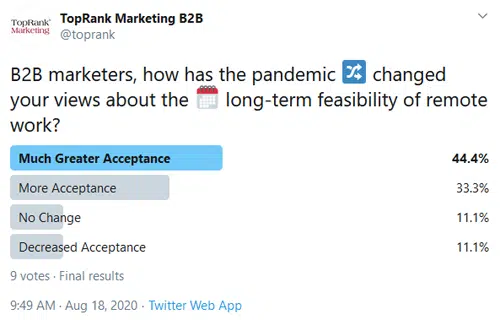 TopRank
Marketing
TopRank Marketing B2B
@toprank
B2B marketers, how has the pandemic 🔀 changed
your views about the 🗓 long-term feasibility of remote
work?
Much Greater Acceptance 44.4%
More Acceptance 33.3%
No Change 11.1%
Decreased Acceptance 11.1%
9 votes · Final results
9:49 AM · Aug 18, 2020 · Twitter Web App